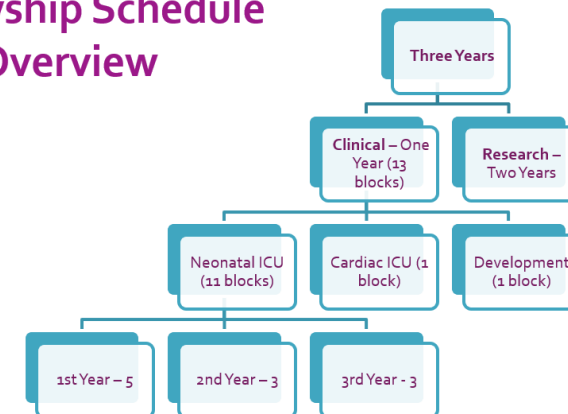 yship Schedule
Overview
Three Years
Clinical – One
Year (13
blocks)
Research –
Two Years
Neonatal ICU
(11 blocks)
Cardiac ICU (1
block)
Development
(1 block)
1st Year – 5
2nd Year – 3
3rd Year - 3